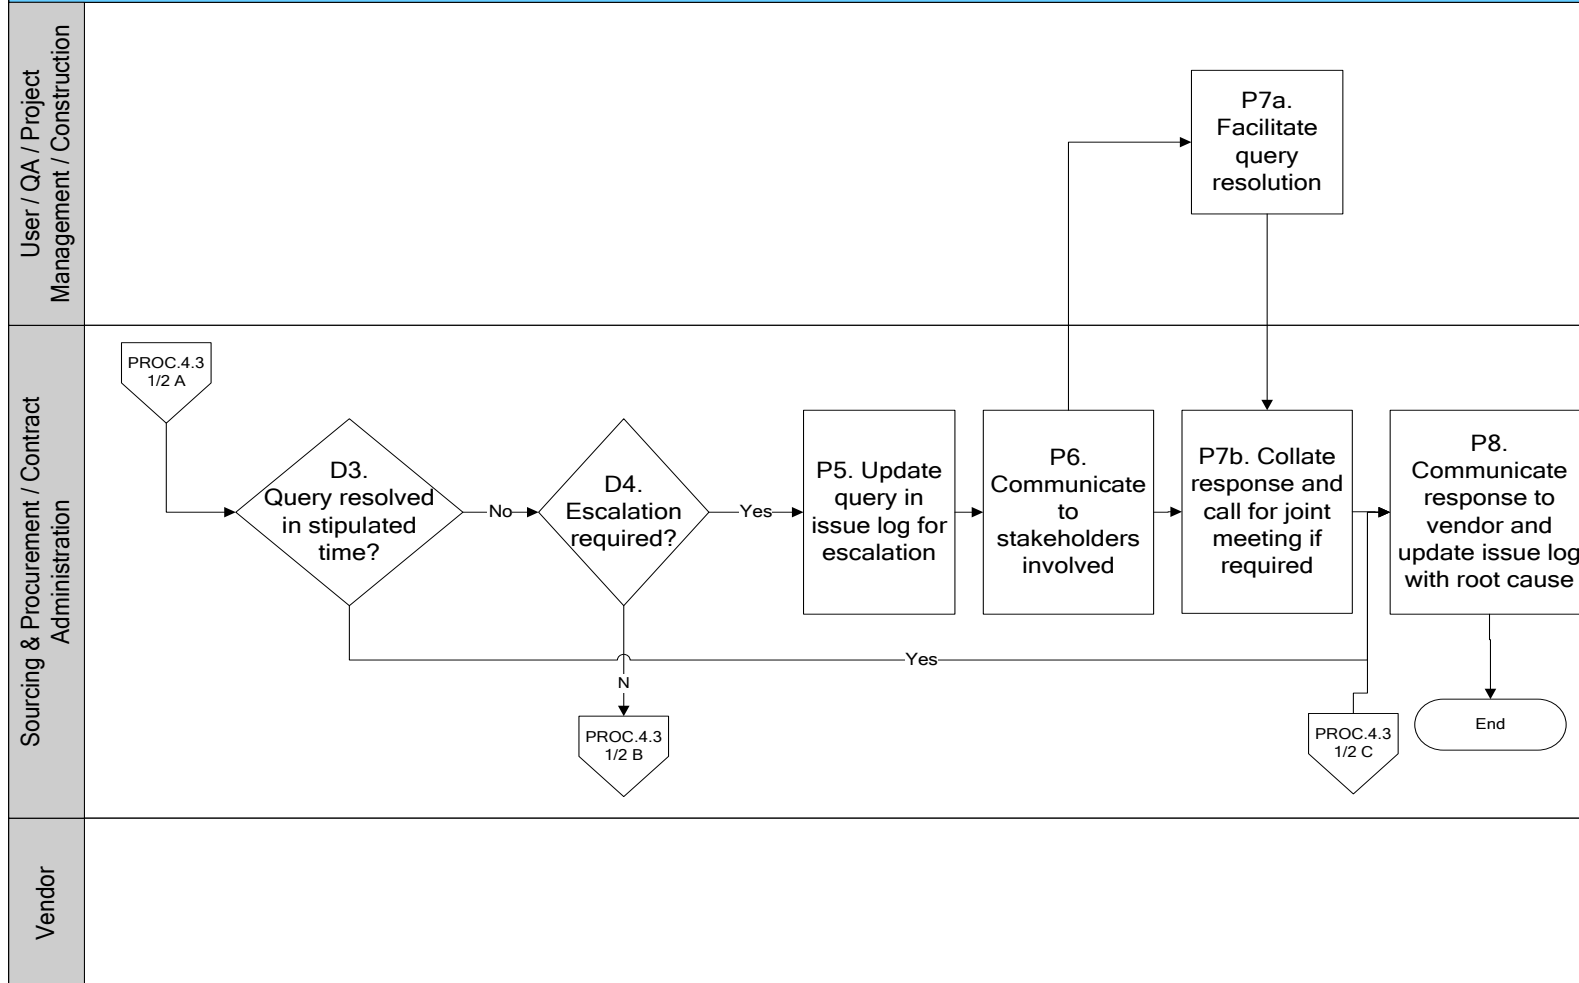 User / QA / Project
Management / Construction
P7a.
Facilitate
query
resolution
Sourcing & Procurement / Contract
Administration
PROC.4.3
1/2 A
D3.
Query resolved
in stipulated
time?
No
D4.
Escalation
required?
Yes
P5. Update
query in
issue log for
escalation
P6.
Communicate
to
stakeholders
involved
P7b. Collate
response and
call for joint
meeting if
required
P8.
Communicate
response to
vendor and
update issue log
with root cause
Yes
N
PROC.4.3
1/2 B
PROC.4.3
1/2 C
End
Vendor